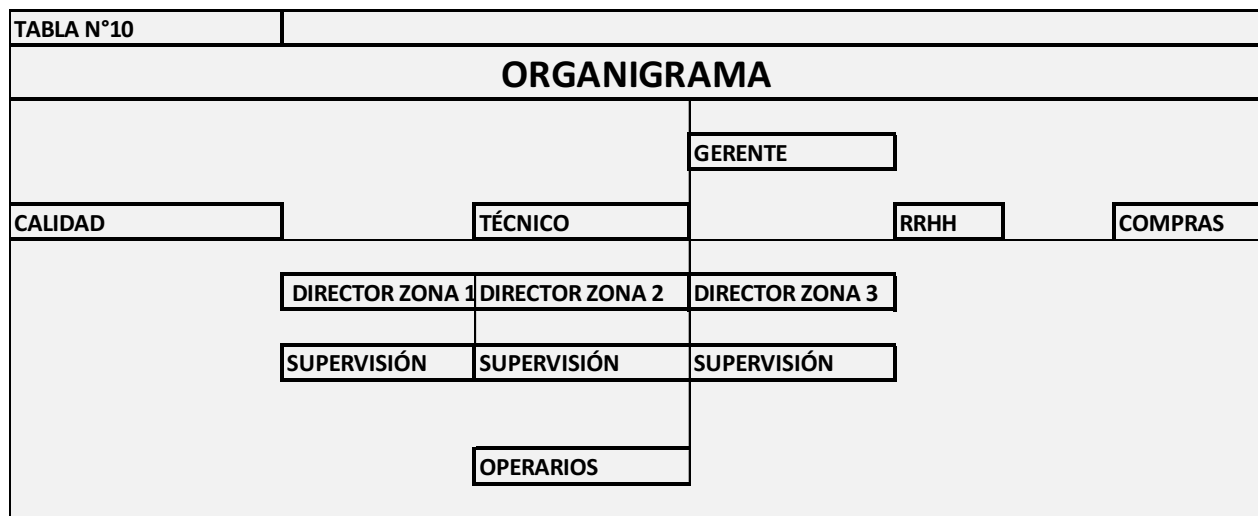 TABLA N°10
ORGANIGRAMA
GERENTE
CALIDAD TÉCNICO RRHH COMPRAS
DIRECTOR ZONA 1 DIRECTOR ZONA 2 DIRECTOR ZONA 3
SUPERVISIÓN SUPERVISIÓN SUPERVISIÓN
OPERARIOS